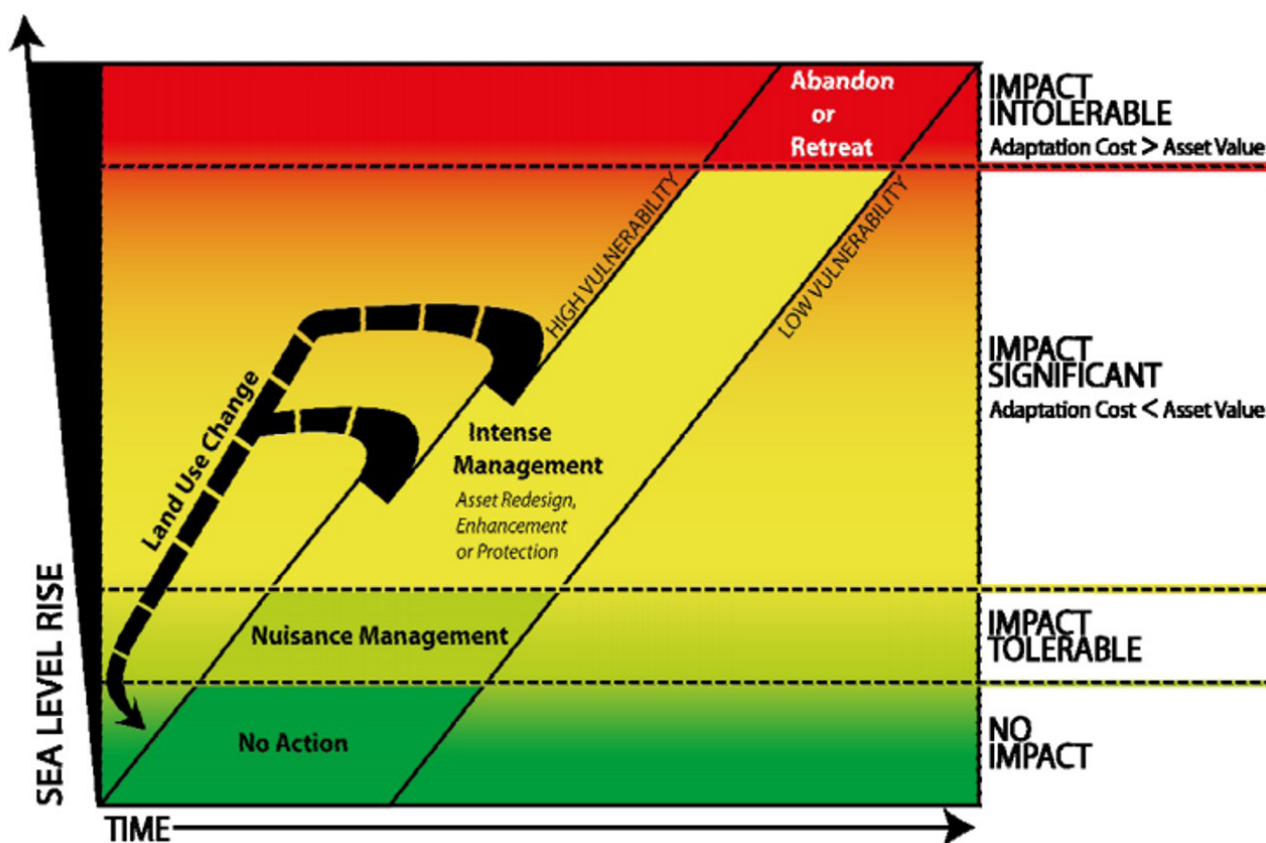 Abandon
or
Retreat
IMPACT
INTOLERABLE
Adaptation Cost > Asset Value
HIGH VULNERABILITY
LOW VULNERABILITY
IMPACT
SIGNIFICANT
Adaptation Cost < Asset Value
Land Use Change
Intense
Management
Asset Redesign,
Enhancement
or Protection
SEA LEVEL RISE
Nuisance Management
IMPACT
TOLERABLE
No Action
NO
IMPACT
TIME